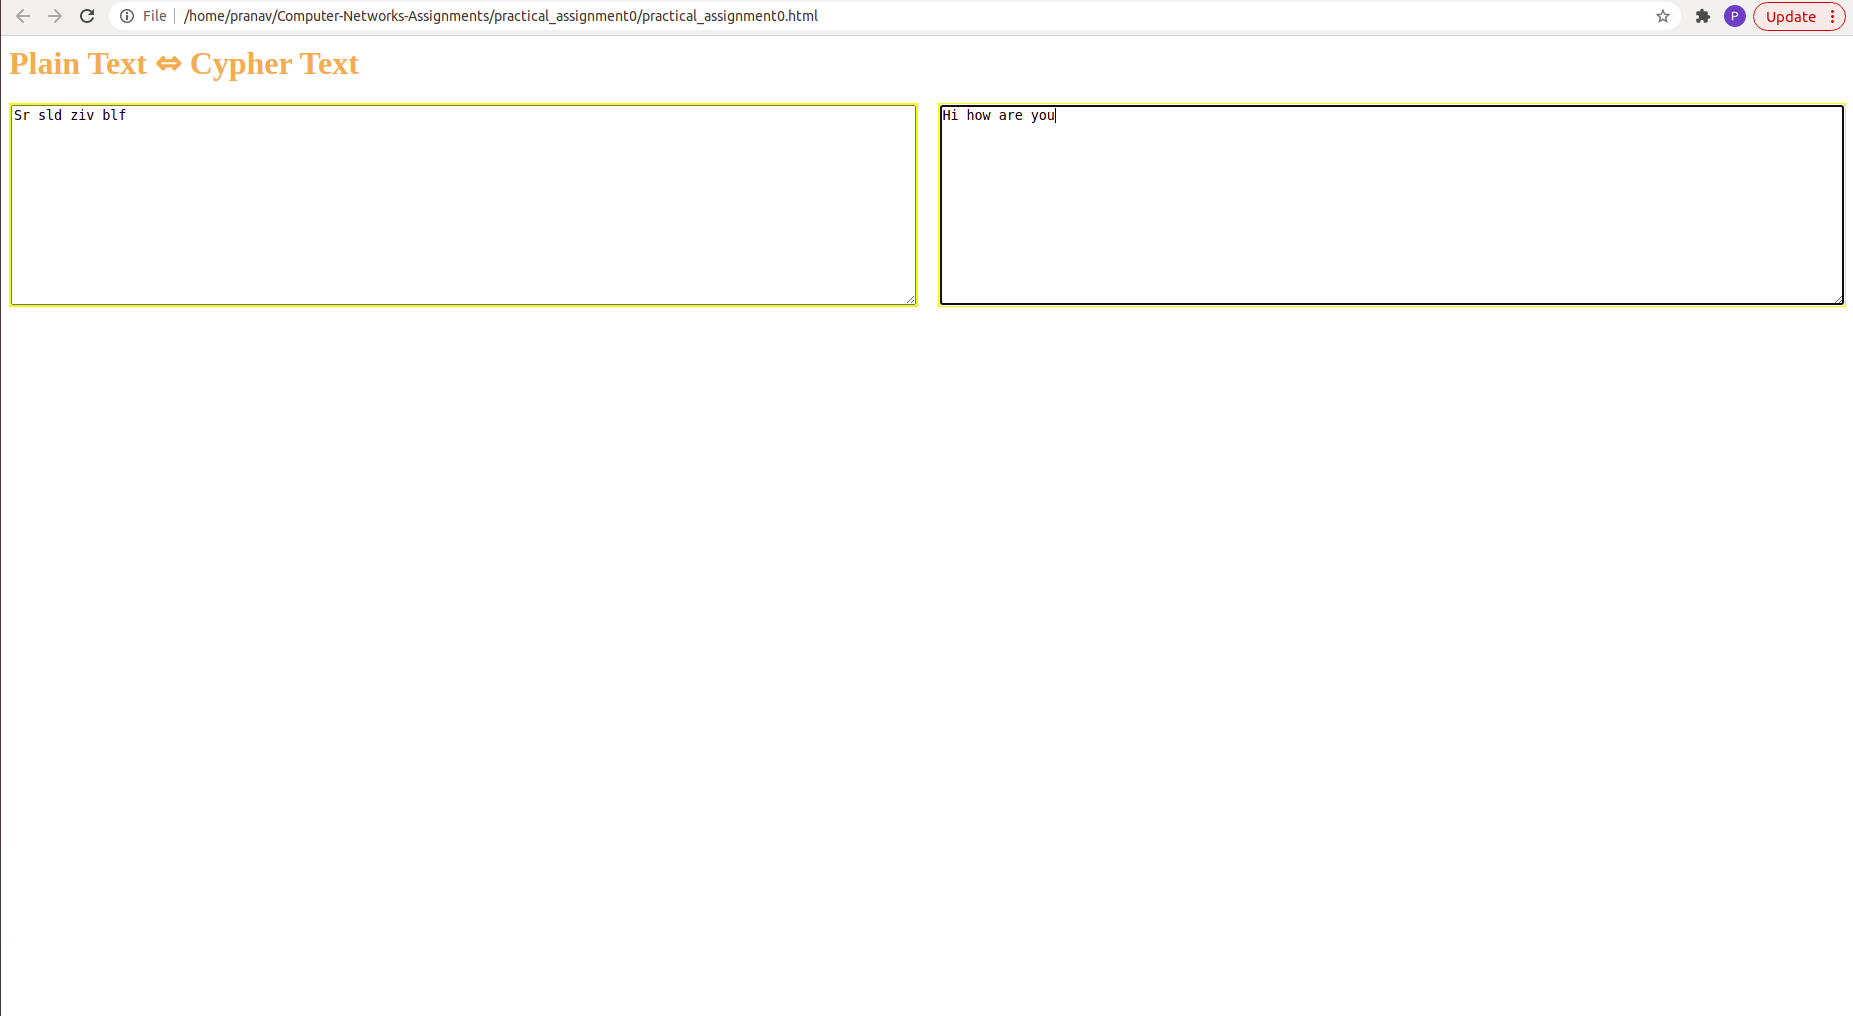 File /home/pranav/Computer-Networks-Assignments/practical_assignment0/practical_assignment0.html P Update
Plain Text ⇔ Cypher Text
Sr sld ziv blf
Hi how are you